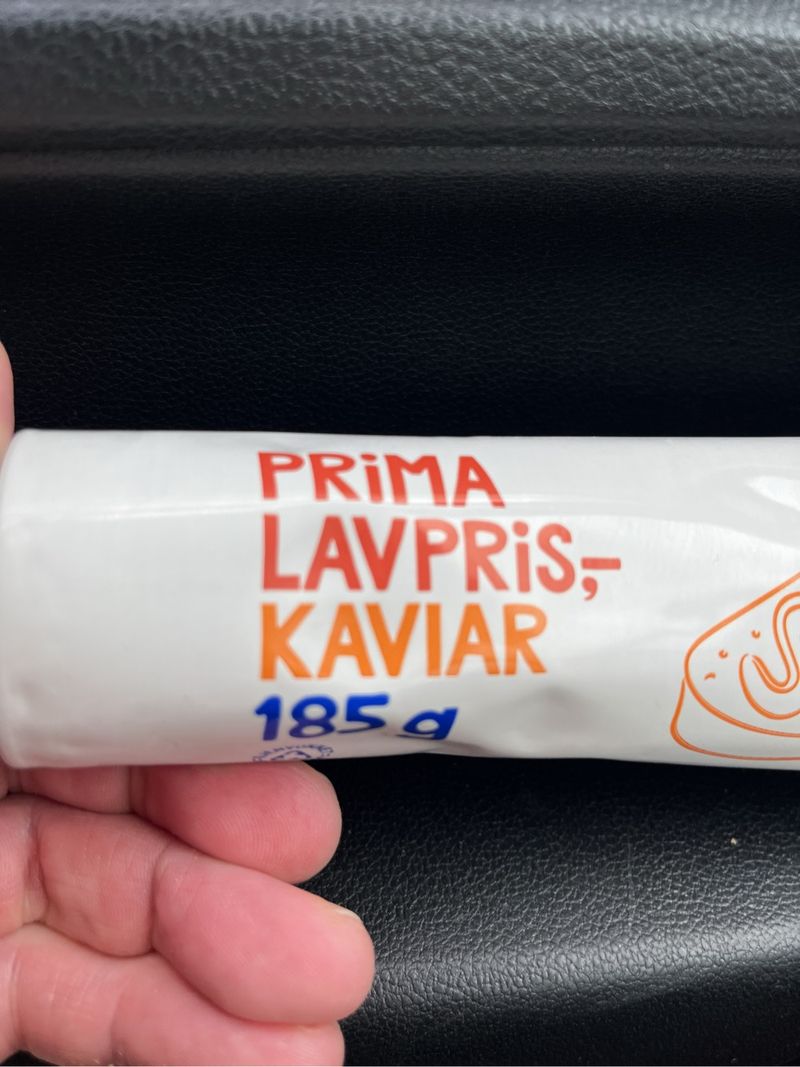 PRiMA
LAVPRiS,-
KAVIAR
185 g